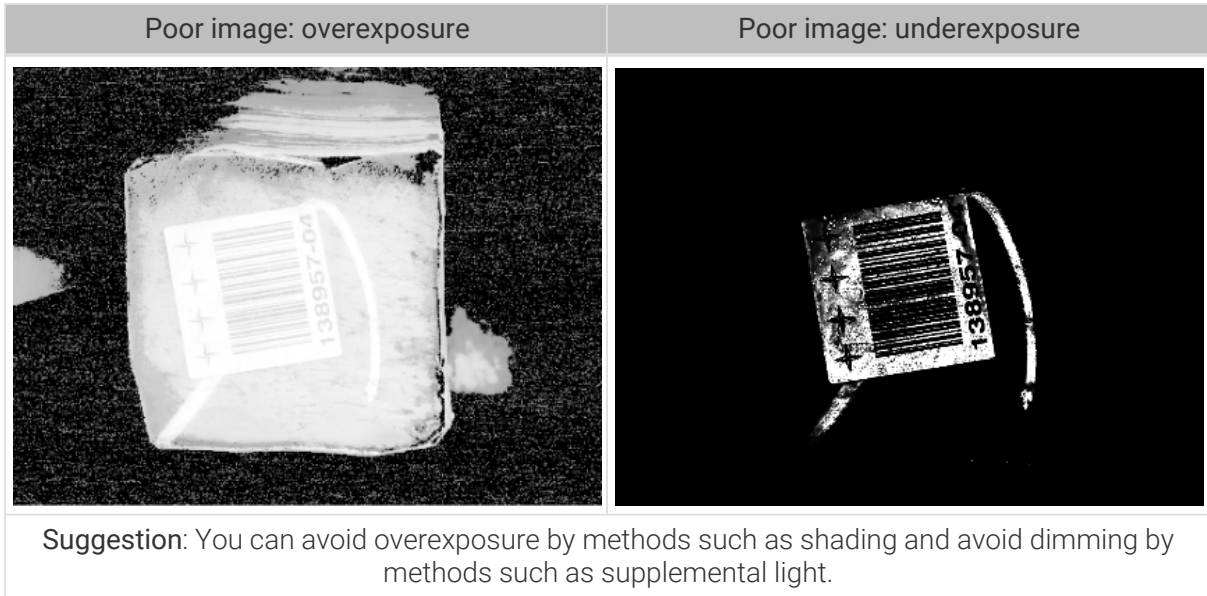 Poor image: overexposure
Poor image: underexposure
138957-04
138957-04
Suggestion: You can avoid overexposure by methods such as shading and avoid dimming by
methods such as supplemental light.